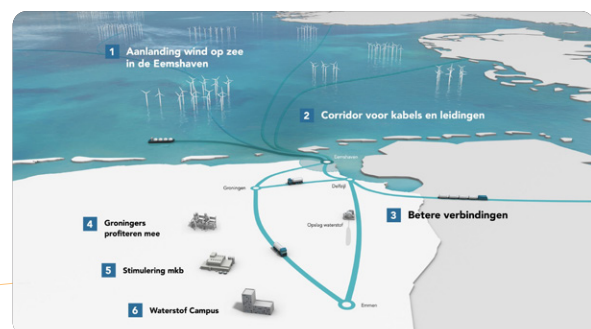 1 Aanlanding wind op zee
in de Eemshaven
2 Corridor voor kabels en leidingen
Eemshaven
Groningen
Delfzijl
3 Betere verbindingen
4 Groningers
profiteren mee
Opslag waterstof
5 Stimulering mkb
6 Waterstof Campus
Emmen